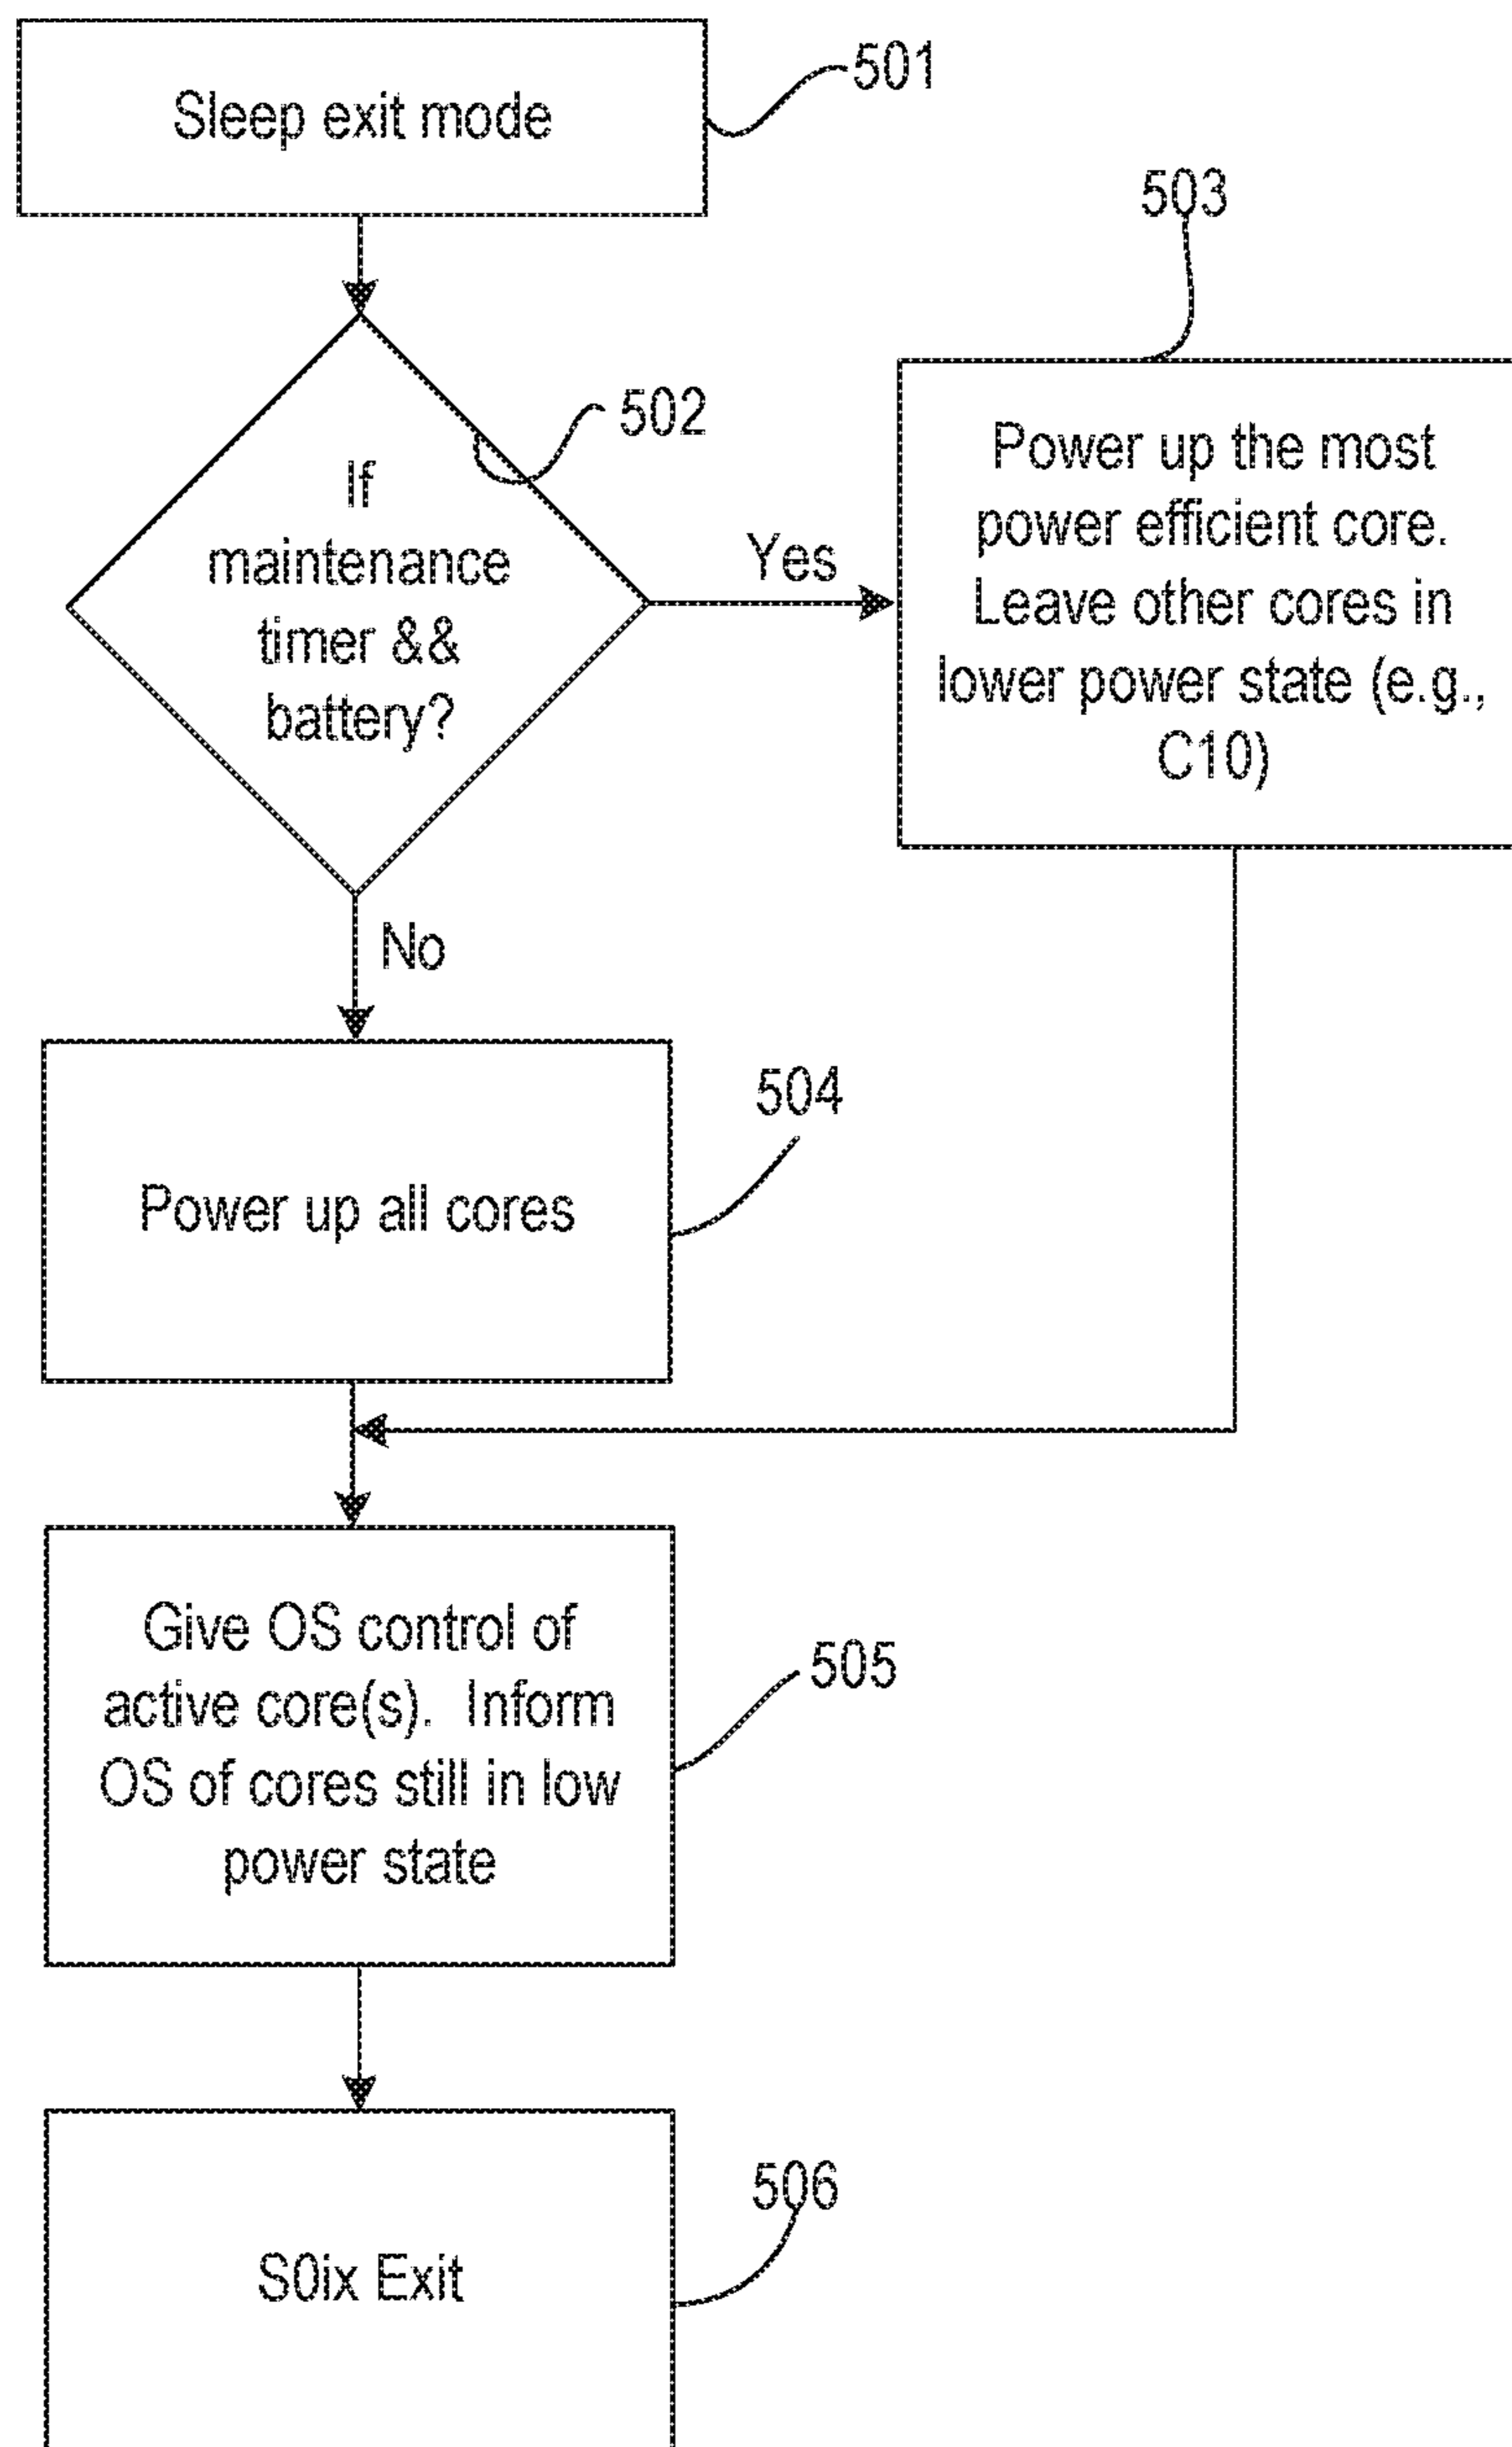 Sleep exit mode
501
503
502
If
maintenance
timer &&
battery?
Yes
Power up the most
power efficient core.
Leave other cores in
lower power state (e.g.,
C10)
No
504
Power up all cores
Give OS control of
active core(s). Inform
OS of cores still in low
power state
505
506
S0ix Exit